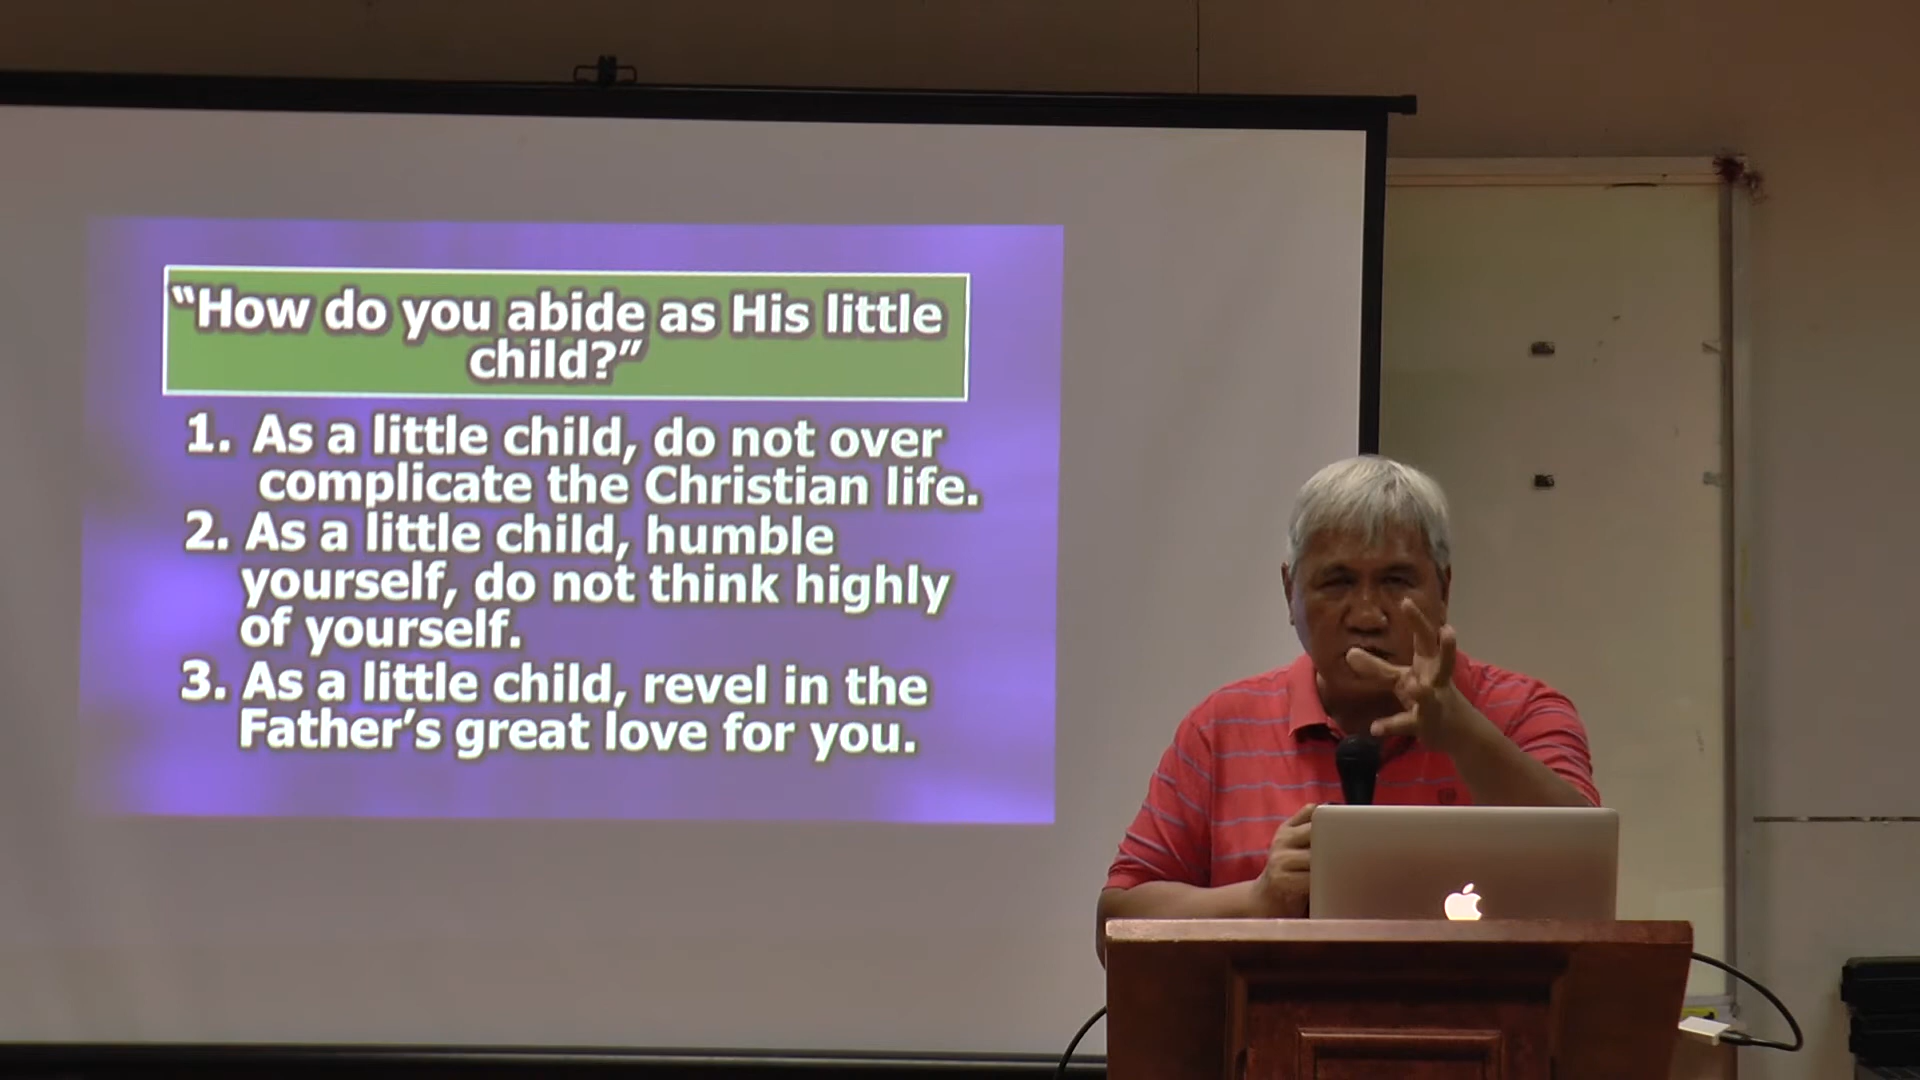 “How do you abide as His little
child?”
1. As a little child, do not over
complicate the Christian life.
2. As a little child, humble
yourself, do not think highly
of yourself.
3. As a little child, revel in the
Father’s great love for you.